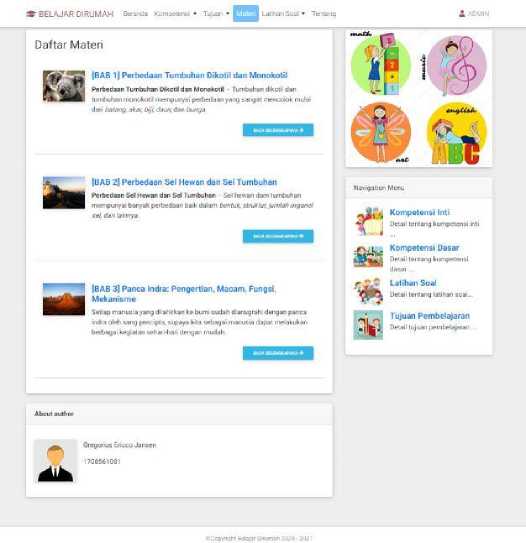 BELAJAR DIRUMAH Beranda Kompetensi Tujuan Materi Latihan Soal Tentang ADMIN
Daftar Materi
[BAB 1] Perbedaan Tumbuhan Dikotil dan Monokotil
Perbedaan Tumbuhan Dikotil dan Monokotil – Tumbuhan dikotil dan
tumbuhan monokotil mempunyai perbedaan yang sangat mencolok mulai
dari batang, akar, biji, daun, dan bunga.
BACA SELENGKAPNYA
[BAB 2] Perbedaan Sel Hewan dan Sel Tumbuhan
Perbedaan Sel Hewan dan Sel Tumbuhan – Sel hewan dam tumbuhan
mempunyai banyak perbedaan baik dalam bentuk, struktur, jumlah organel
sel, dan lainnya.
BACA SELENGKAPNYA
[BAB 3] Panca Indra: Pengertian, Macam, Fungsi,
Mekanisme
Setiap manusia yang dilahirkan ke bumi sudah dianugrahi dengan panca
indra oleh sang pencipta, supaya kita sebagai manusia dapat melakukan
berbagai kegiatan sehari-hari dengan mudah.
BACA SELENGKAPNYA
About author
Gregorius
Jansen
math
music
art
english
ABC
Navigation Menu
Kompetensi Inti
Detail tentang kompetensi inti
...
Kompetensi Dasar
Detail tentang kompetensi
dasar ...
Latihan Soal
Detail tentang latihan soal...
Tujuan Pembelajaran
Detail tujuan pembelajaran ...
©Copyright Belajar Dirumah